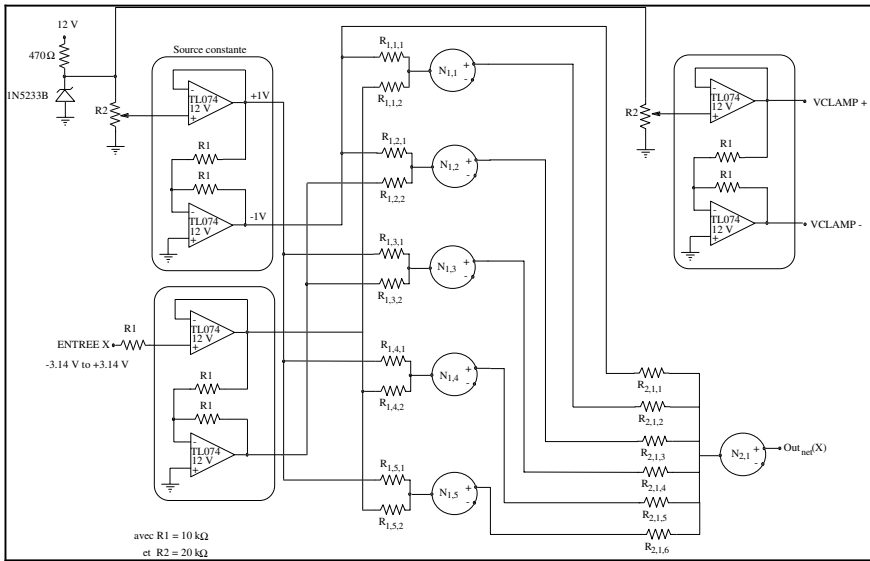 12 V
470Ω
1N5233B
R2
Source constante
-
TL074
12 V
+
+1V
R1
R1
-
TL074
12 V
+
-1V
ENTREE X
R1
-3.14 V to +3.14 V
-
TL074
12 V
+
R1
R1
-
TL074
12 V
+
avec R1 = 10 kΩ
et R2 = 20 kΩ
R1,1,1
R1,1,2
N1,1
+
-
R1,2,1
R1,2,2
N1,2
+
-
R1,3,1
R1,3,2
N1,3
+
-
R1,4,1
R1,4,2
N1,4
+
-
R1,5,1
R1,5,2
N1,5
+
-
R2
-
TL074
12 V
+
VCLAMP +
R1
R1
-
TL074
12 V
+
VCLAMP -
R2,1,1
R2,1,2
R2,1,3
R2,1,4
R2,1,5
R2,1,6
N2,1
+
-
Outnet(X)